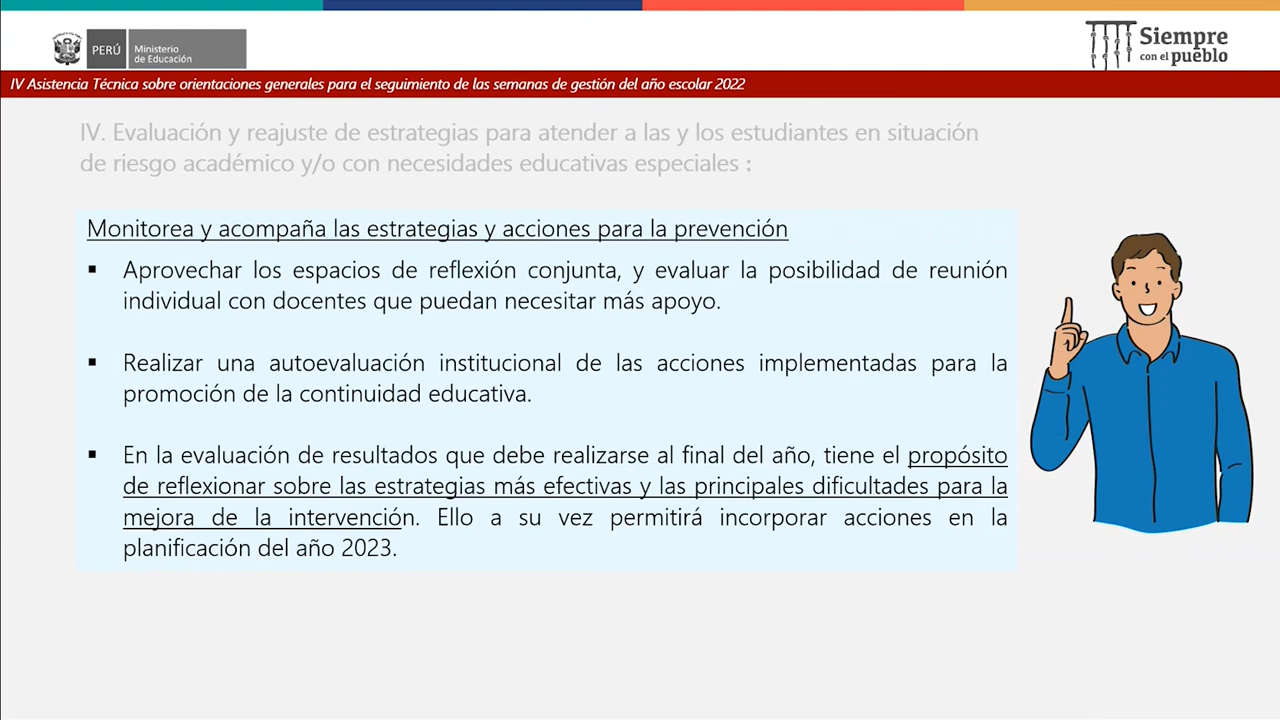 PERÚ
Ministerio
de Educación
Siempre
con el pueblo
IV Asistencia Técnica sobre orientaciones generales para el seguimiento de las semanas de gestión del año escolar 2022
IV. Evaluación y reajuste de estrategias para atender a las y los estudiantes en situación
de riesgo académico y/o con necesidades educativas especiales :
Monitorea y acompaña las estrategias y acciones para la prevención
▪ Aprovechar los espacios de reflexión conjunta, y evaluar la posibilidad de reunión
individual con docentes que puedan necesitar más apoyo.
▪ Realizar una autoevaluación institucional de las acciones implementadas para la
promoción de la continuidad educativa.
▪ En la evaluación de resultados que debe realizarse al final del año, tiene el propósito
de reflexionar sobre las estrategias más efectivas y las principales dificultades para la
mejora de la intervención. Ello a su vez permitirá incorporar acciones en la
planificación del año 2023.